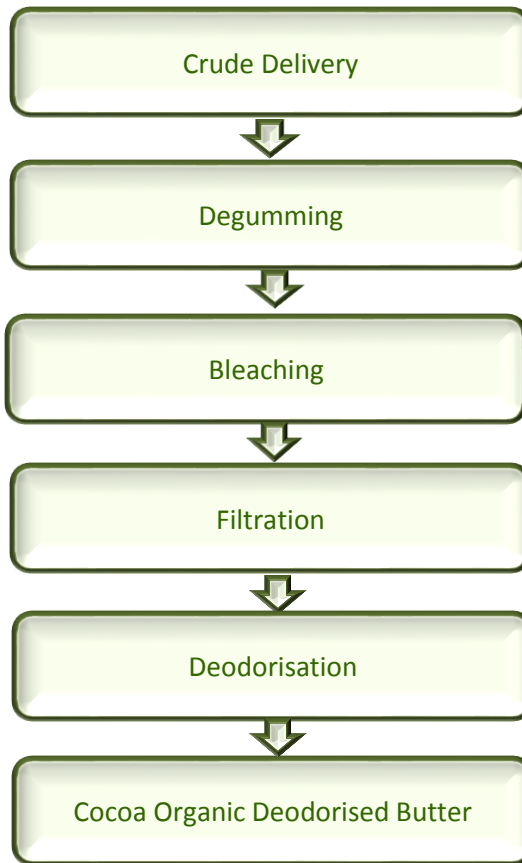 Crude Delivery
Degumming
Bleaching
Filtration
Deodorisation
Cocoa Organic Deodorised Butter